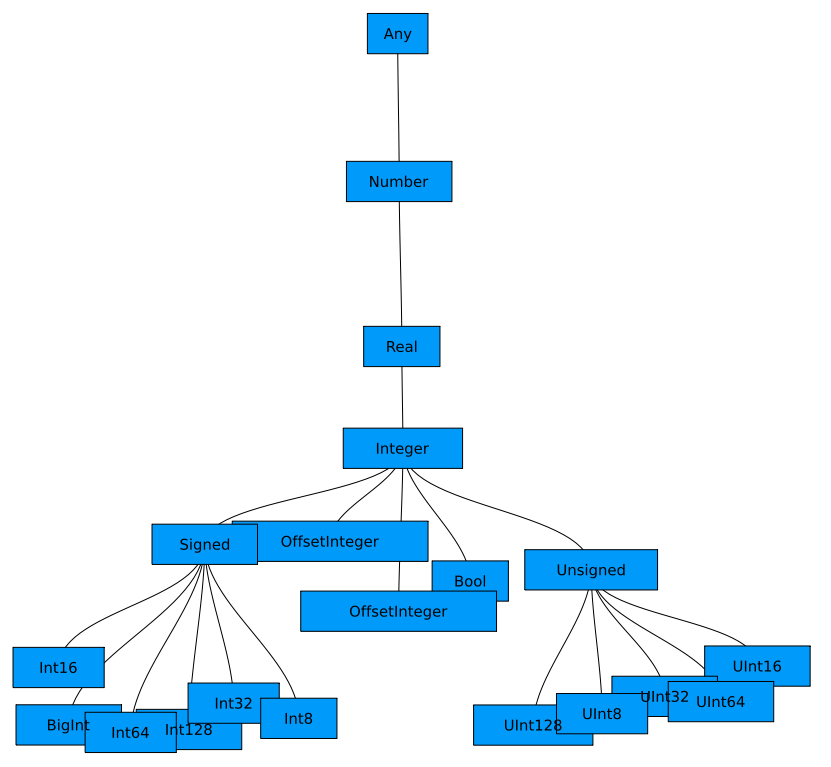 Any
Number
Real
Integer
Signed
OffsetInteger
Unsigned
Bool
OffsetInteger
Int16
UInt16
UInt32
UInt64
Int32
Int8
UInt8
BigInt
Int64
Int128
UInt128